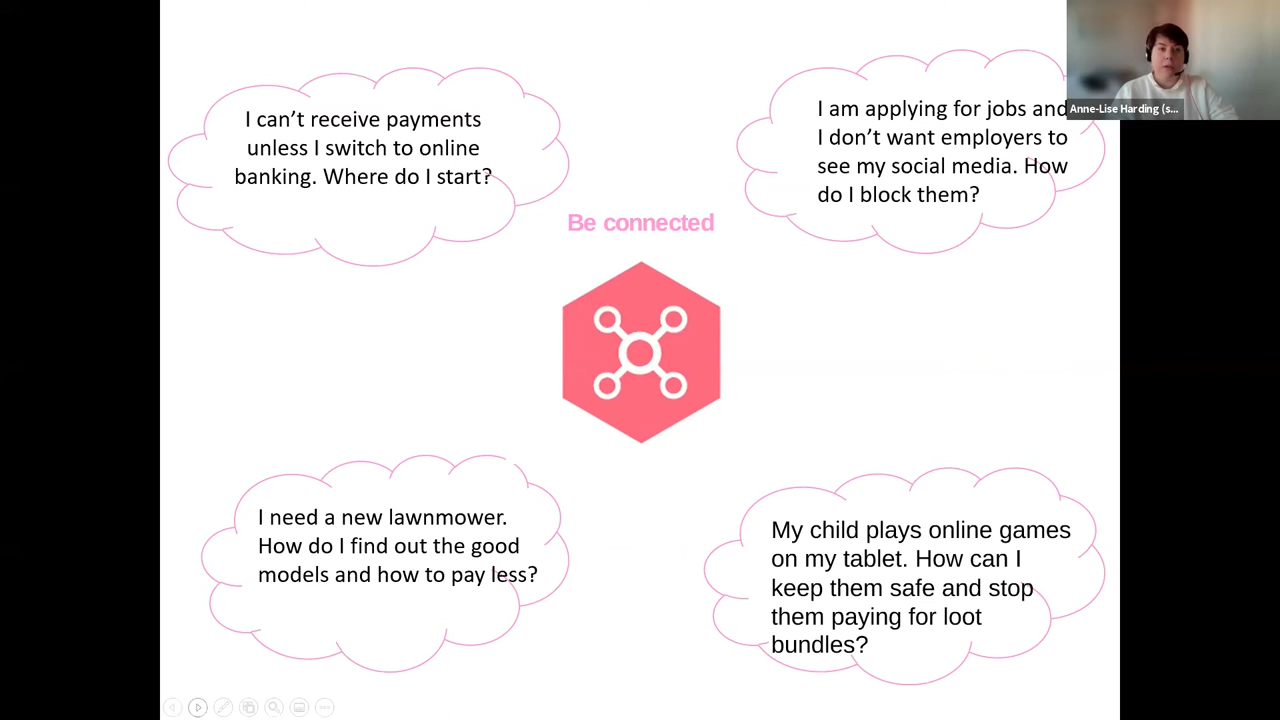 I can’t receive payments
unless I switch to online
banking. Where do I start?
I am applying for jobs and
I don’t want employers to
see my social media. How
do I block them?
Anne-Lise Harding (s...
Be connected
I need a new lawnmower.
How do I find out the good
models and how to pay less?
My child plays online games
on my tablet. How can I
keep them safe and stop
them paying for loot
bundles?